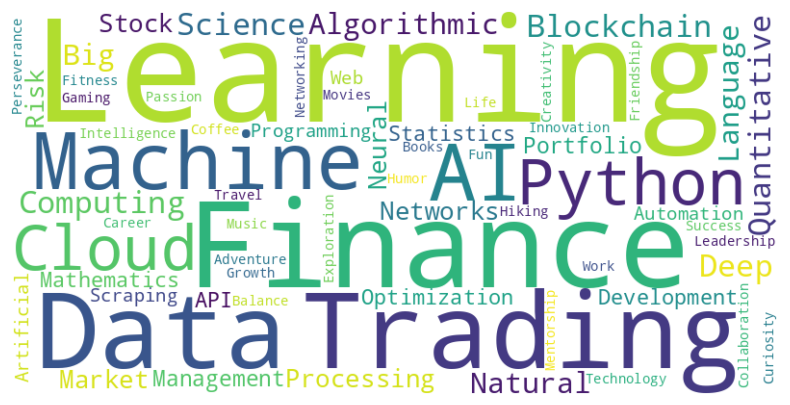 Stock
Science
Algorithmic
Blockchain
Learning
Perseverance
Big
Risk
Fitness
Gaming
Passion
Networking
Web
Movies
Life
Creativity
Friendship
Language
Quantitative
Intelligence
Coffee
Programming
Neural
Statistics
Innovation
Books
Fun
Portfolio
Machine
AI
Python
Humor
Travel
Computing
Networks
Hiking
Automation
Career
Music
Success
Cloud
Finance
Exploration
Leadership
Adventure
Growth
Work
Deep
Mathematics
Artificial
Scraping
API
Balance
Optimization
Development
Data
Trading
Mentorship
Collaboration
Curiosity
Market
Management
Processing
Natural
Technology